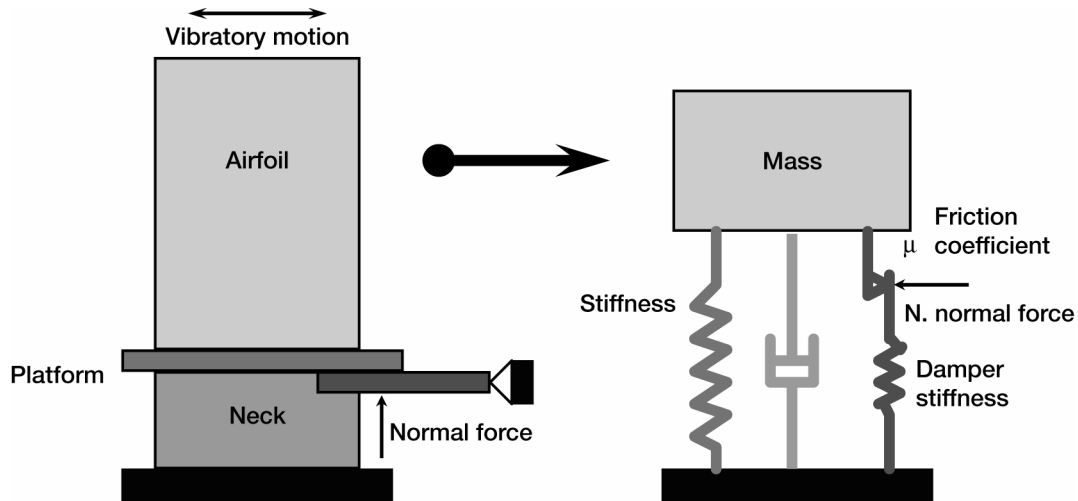 Vibratory motion
Airfoil
Platform
Neck
Normal force
Mass
Friction
μ coefficient
Stiffness
N. normal force
Damper
stiffness